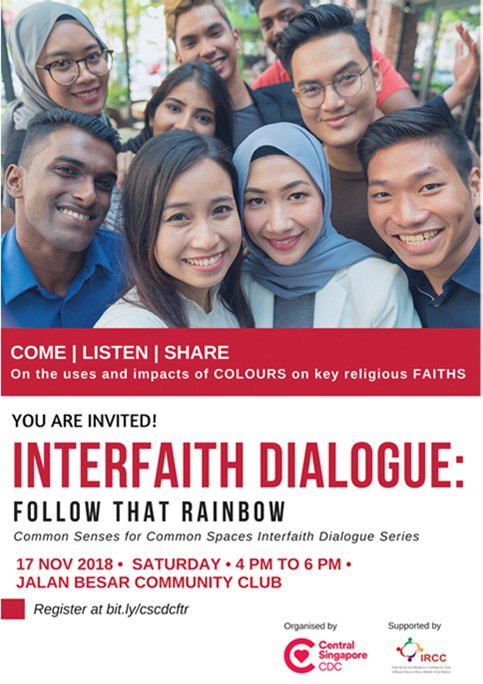 COME | LISTEN | SHARE
On the uses and impacts of COLOURS on key religious FAITHS
YOU ARE INVITED!
INTERFAITH DIALOGUE:
FOLLOW THAT RAINBOW
Common Senses for Common Spaces Interfaith Dialogue Series
17 NOV 2018 • SATURDAY • 4 PM TO 6 PM •
JALAN BESAR COMMUNITY CLUB
Register at bit.ly/cscdcftr
Organised by
Supported by
Central
Singapore
CDC
IRCC